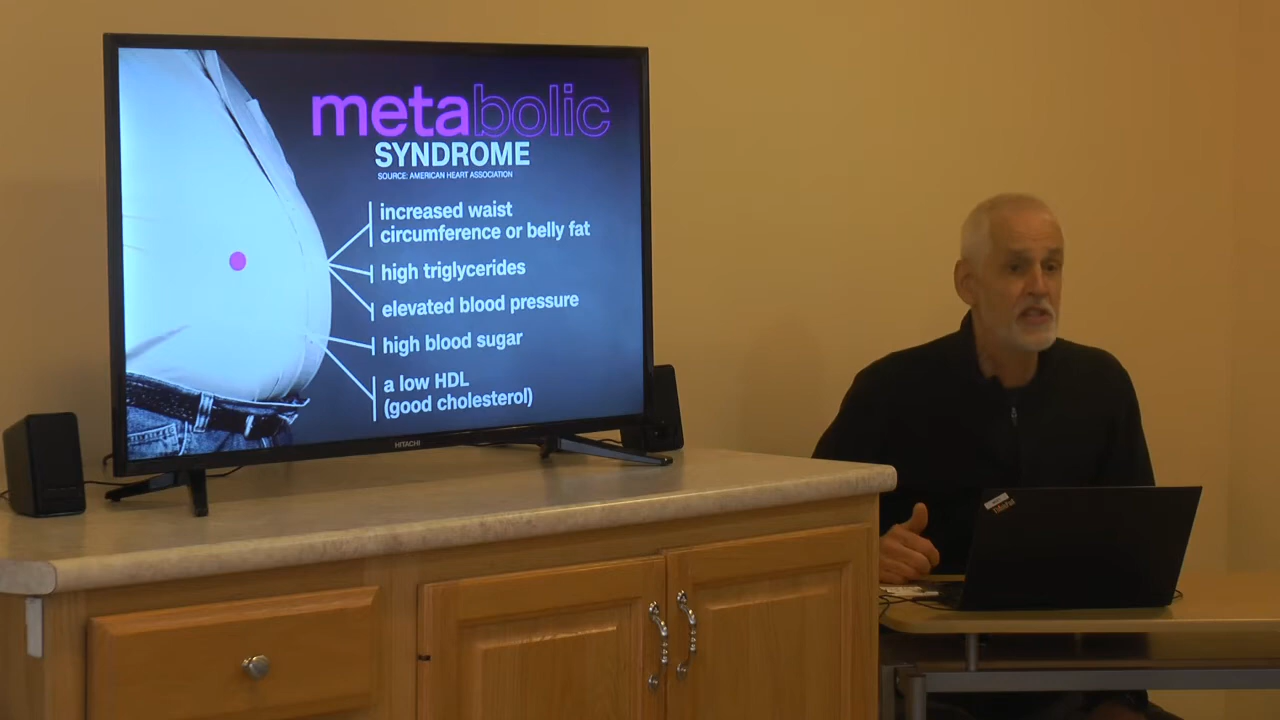 metabolic
SYNDROME
SOURCE: AMERICAN HEART ASSOCIATION
increased waist
circumference or belly fat
high triglycerides
elevated blood pressure
high blood sugar
a low HDL
(good cholesterol)
HITACHI
ThinkPad